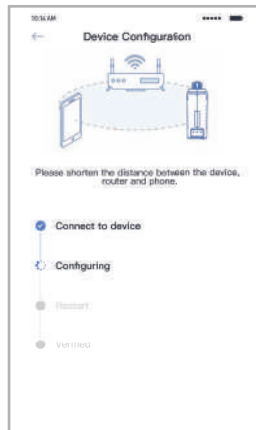 10:14 AM
Device Configuration
Please shorten the distance between the device,
router and phone.
Connect to device
Configuring
Restart
Verified